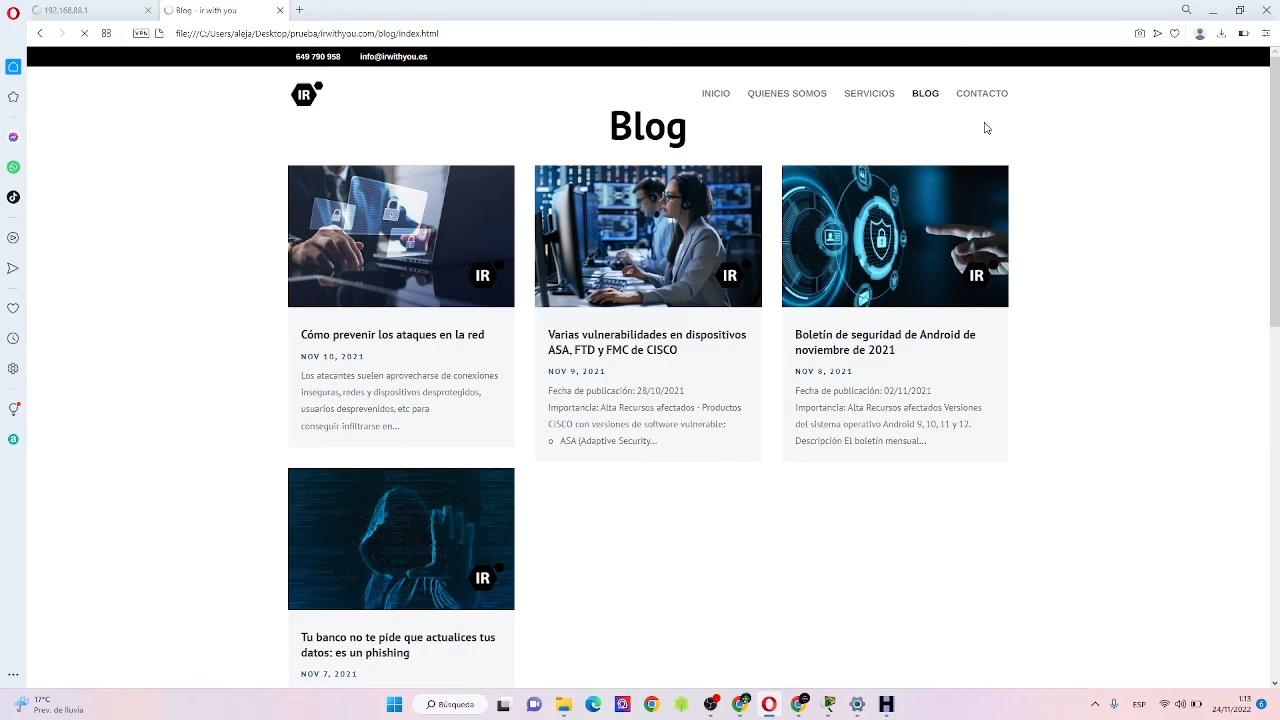 192.168.88.1
Blog - irwith you
VPN
file:///C:/Users/aleja/Desktop/prueba/irwithyou.com/blog/index.html
649 790 958
info@irwithyou.es
IR
INICIO
QUIENES SOMOS
SERVICIOS
BLOG
CONTACTO
Blog
IR
IR
IR
Cómo prevenir los ataques en la red
NOV 10, 2021
Los atacantes suelen aprovecharse de conexiones
inseguras, redes y dispositivos desprotegidos,
usuarios desprevenidos, etc para
conseguir infiltrarse en...
Varias vulnerabilidades en dispositivos
ASA, FTD y FMC de CISCO
NOV 9, 2021
Fecha de publicación: 28/10/2021
Importancia: Alta Recursos afectados · Productos
CISCO con versiones de software vulnerable:
o   ASA (Adaptive Security...
Boletín de seguridad de Android de
noviembre de 2021
NOV 8, 2021
Fecha de publicación: 02/11/2021
Importancia: Alta Recursos afectados Versiones
del sistema operativo Android 9, 10, 11 y 12.
Descripción El boletín mensual...
IR
Tu banco no te pide que actualices tus
datos: es un phishing
NOV 7, 2021
17°C
Prev. de lluvia
Búsqueda
ESP
14:13
24/11/2022
6